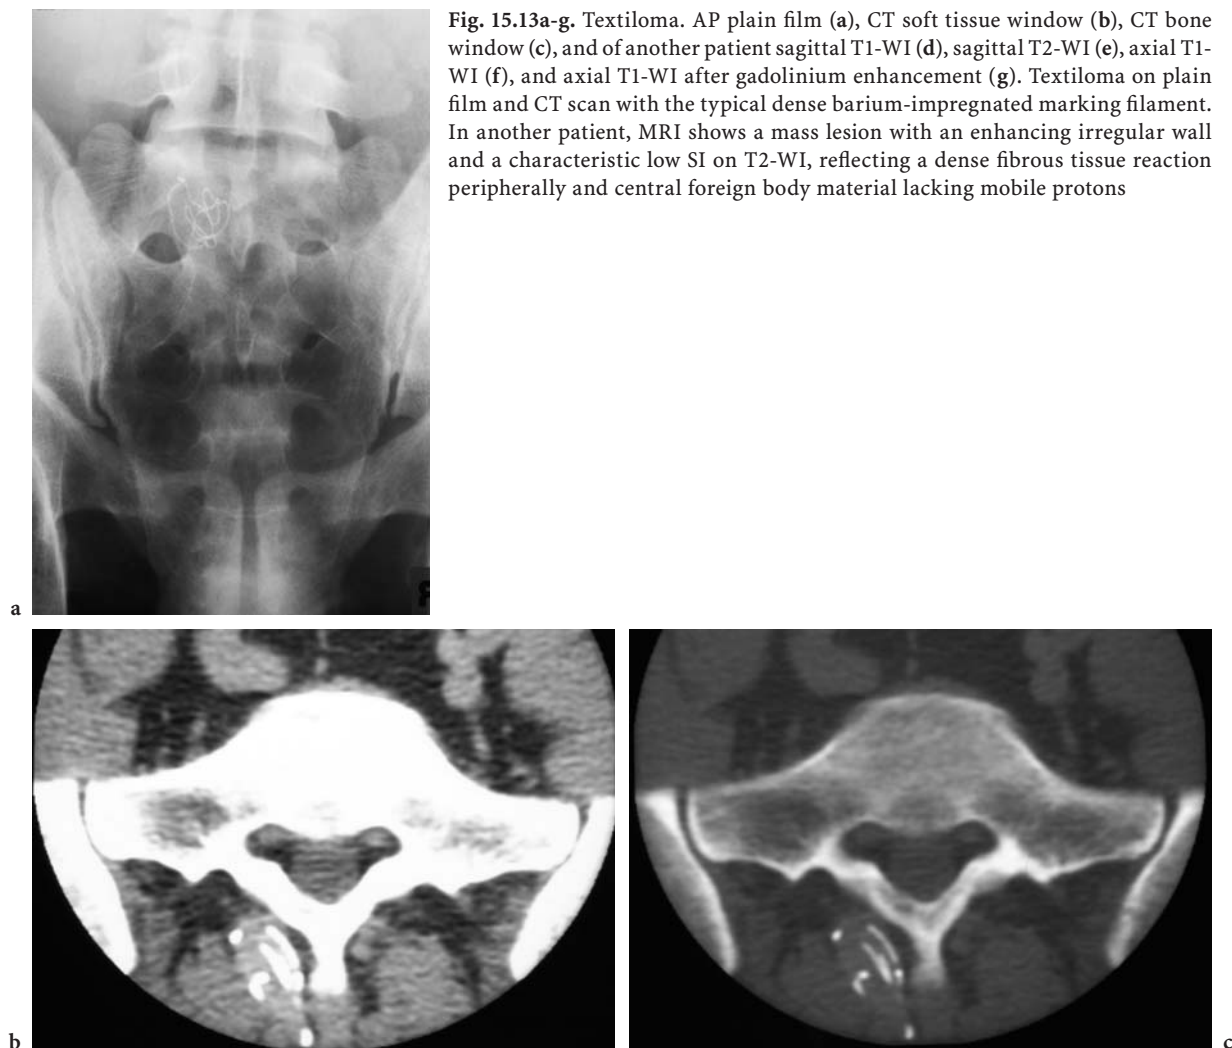 Fig. 15.13a-g. Textiloma. AP plain film (a), CT soft tissue window (b), CT bone
window (c), and of another patient sagittal T1-WI (d), sagittal T2-WI (e), axial T1-
WI (f), and axial T1-WI after gadolinium enhancement (g). Textiloma on plain
film and CT scan with the typical dense barium-impregnated marking filament.
In another patient, MRI shows a mass lesion with an enhancing irregular wall
and a characteristic low SI on T2-WI, reflecting a dense fibrous tissue reaction
peripherally and central foreign body material lacking mobile protons
a
b
c